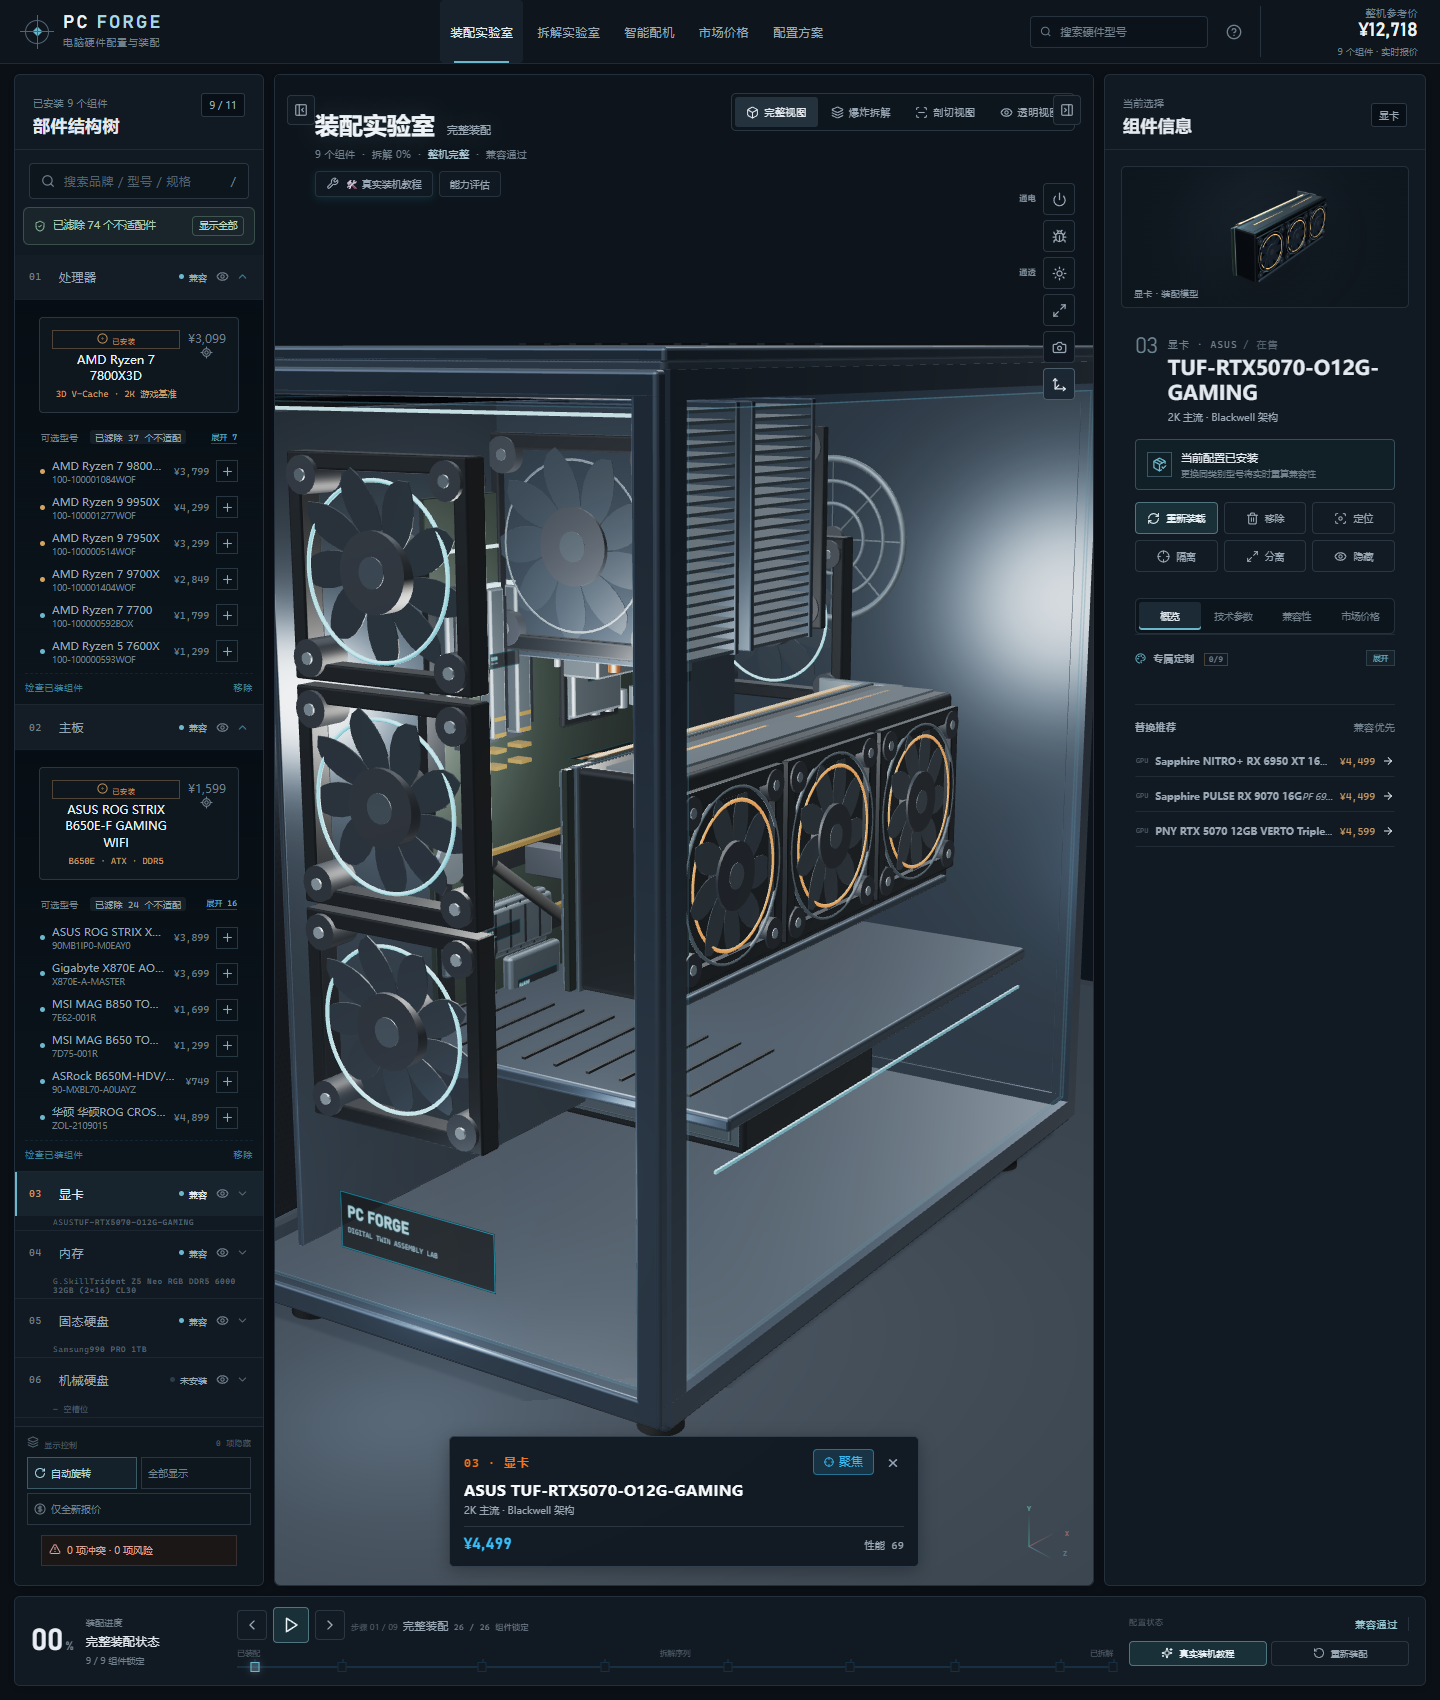 PC FORGE
电脑硬件配置与装配
装配实验室
拆解实验室
智能配机
市场价格
配置方案
搜索硬件型号
整机参考价
¥12,718
9 个组件 · 实时报价
已安装 9 个组件
部件结构树
9 / 11
搜索品牌 / 型号 / 规格
/
已滤除 74 个不适配件
显示全部
01
处理器
兼容
已安装
¥3,099
AMD Ryzen 7
7800X3D
3D V-Cache · 2K 游戏基准
可选型号
已滤除 37 个不适配
展开 7
AMD Ryzen 7 9800...
100-100001084WOF
¥3,799
AMD Ryzen 9 9950X
100-100001277WOF
¥4,299
AMD Ryzen 9 7950X
100-100000514WOF
¥3,299
AMD Ryzen 7 9700X
100-100001404WOF
¥2,849
AMD Ryzen 7 7700
100-100000592BOX
¥1,799
AMD Ryzen 5 7600X
100-100000593WOF
¥1,299
检查已装组件
移除
02
主板
兼容
已安装
¥1,599
ASUS ROG STRIX
B650E-F GAMING
WIFI
B650E · ATX · DDR5
可选型号
已滤除 24 个不适配
展开 16
ASUS ROG STRIX X...
90MB1IP0-M0EAY0
¥3,899
Gigabyte X870E AO...
X870E-A-MASTER
¥3,699
MSI MAG B850 TO...
7E62-001R
¥1,699
MSI MAG B650 TO...
7D75-001R
¥1,299
ASRock B650M-HDV/...
90-MXBL70-A0UAYZ
¥749
华硕 华硕ROG CROS...
ZOL-2109015
¥4,899
检查已装组件
移除
03
显卡
兼容
ASUSTUF-RTX5070-O12G-GAMING
04
内存
兼容
G.SkillTrident Z5 Neo RGB DDR5 6000
32GB (2×16) CL30
05
固态硬盘
兼容
Samsung990 PRO 1TB
06
机械硬盘
未安装
— 空槽位
显示控制
0 项隐藏
自动旋转
全部显示
仅全新报价
0 项冲突 · 0 项风险
装配实验室
完整装配
9 个组件 · 拆解 0% · 整机完整 · 兼容通过
真实装机教程
能力评估
完整视图
爆炸拆解
剖切视图
透明视图
通电
通透
PC FORGE
DIGITAL TWIN ASSEMBLY LAB
03 · 显卡
聚焦
ASUS TUF-RTX5070-O12G-GAMING
2K 主流 · Blackwell 架构
¥4,499
性能 69
Y
X
Z
当前选择
组件信息
显卡
显卡 · 装配模型
03
显卡 · ASUS / 在售
TUF-RTX5070-O12G-
GAMING
2K 主流 · Blackwell 架构
当前配置已安装
更换同类别型号将实时重算兼容性
重新装载
移除
定位
隔离
分离
隐藏
概览
技术参数
兼容性
市场价格
专属定制
0/9
展开
替换推荐
兼容优先
GPU
Sapphire NITRO+ RX 6950 XT 16...
¥4,499
GPU
Sapphire PULSE RX 9070 16GPF 69...
¥4,499
GPU
PNY RTX 5070 12GB VERTO Triple...
¥4,599
00%
装配进度
完整装配状态
9 / 9 组件锁定
步骤 01 / 09
完整装配
26 / 26 组件锁定
已装配
拆解序列
已拆解
配置状态
兼容通过
真实装机教程
重新装配